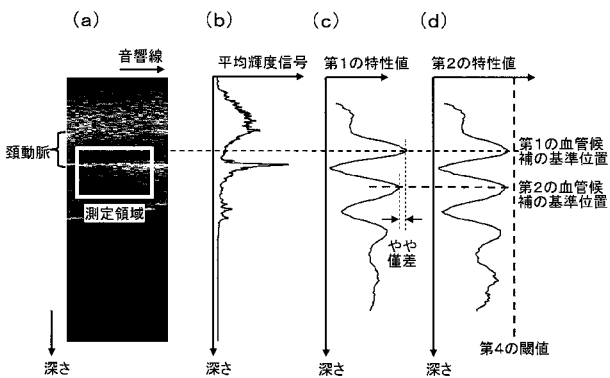 (a)
(b)
(c)
(d)
音響線
平均輝度信号
第1の特性値
第2の特性値
頚動脈
測定領域
第1の血管候
補の基準位置
第2の血管候
補の基準位置
やや
僅差
第4の閾値
深さ
深さ
深さ
深さ